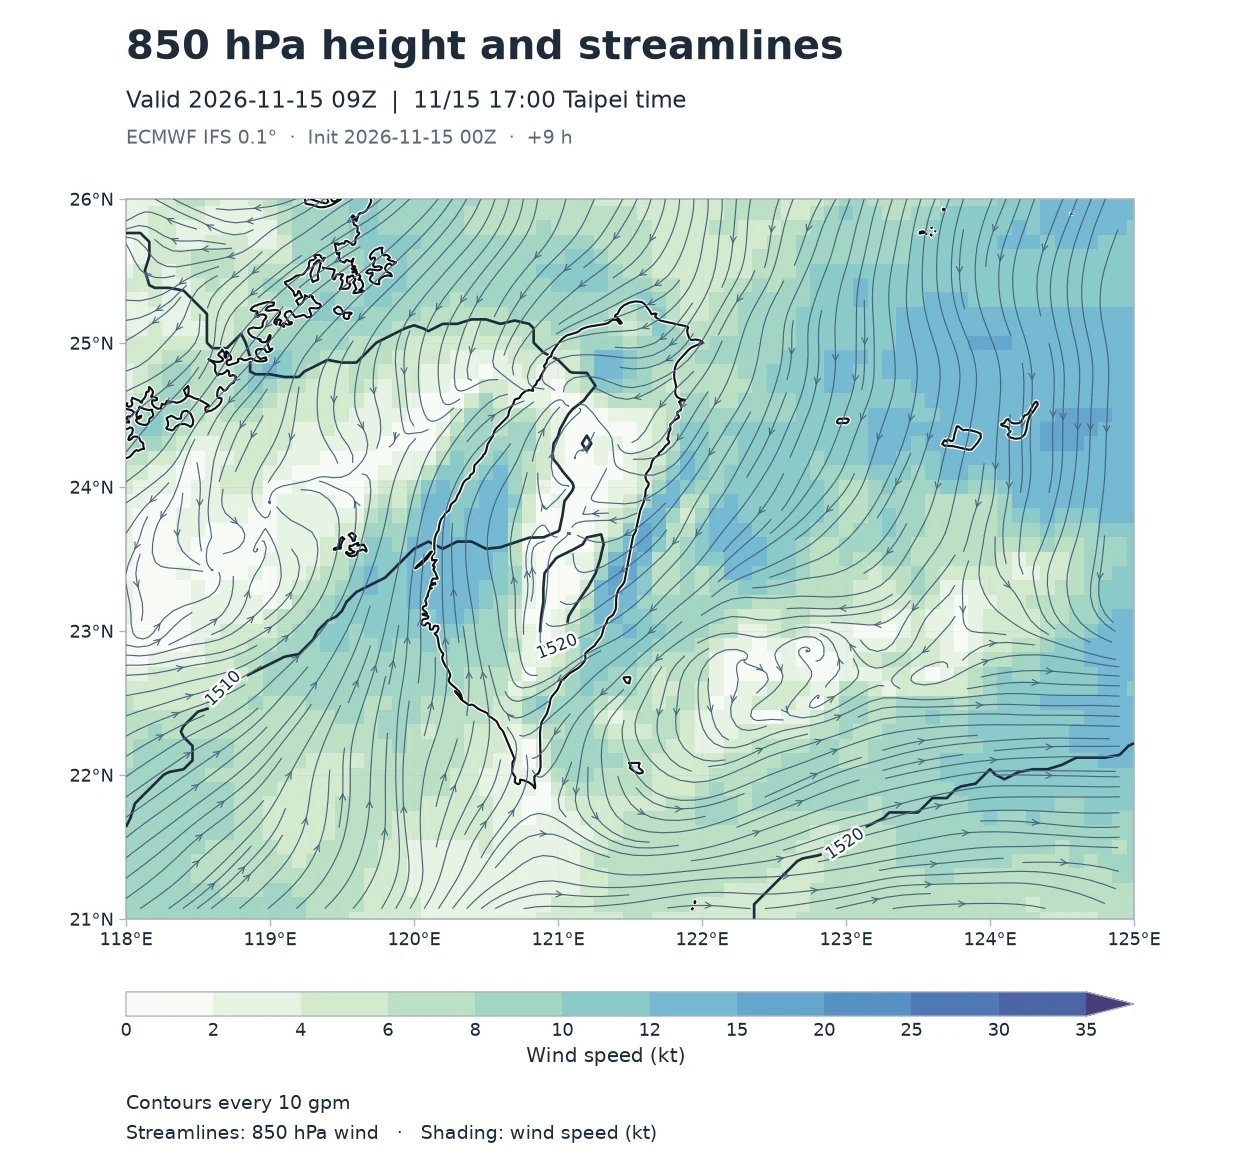 850 hPa height and streamlines
Valid 2026-11-15 09Z | 11/15 17:00 Taipei time
ECMWF IFS 0.1° · Init 2026-11-15 00Z · +9 h
26°N
25°N
24°N
23°N
22°N
21°N
1520
1510
1520
118°E 119°E 120°E 121°E 122°E 123°E 124°E 125°E
0 2 4 6 8 10 12 15 20 25 30 35
Wind speed (kt)
Contours every 10 gpm
Streamlines: 850 hPa wind · Shading: wind speed (kt)